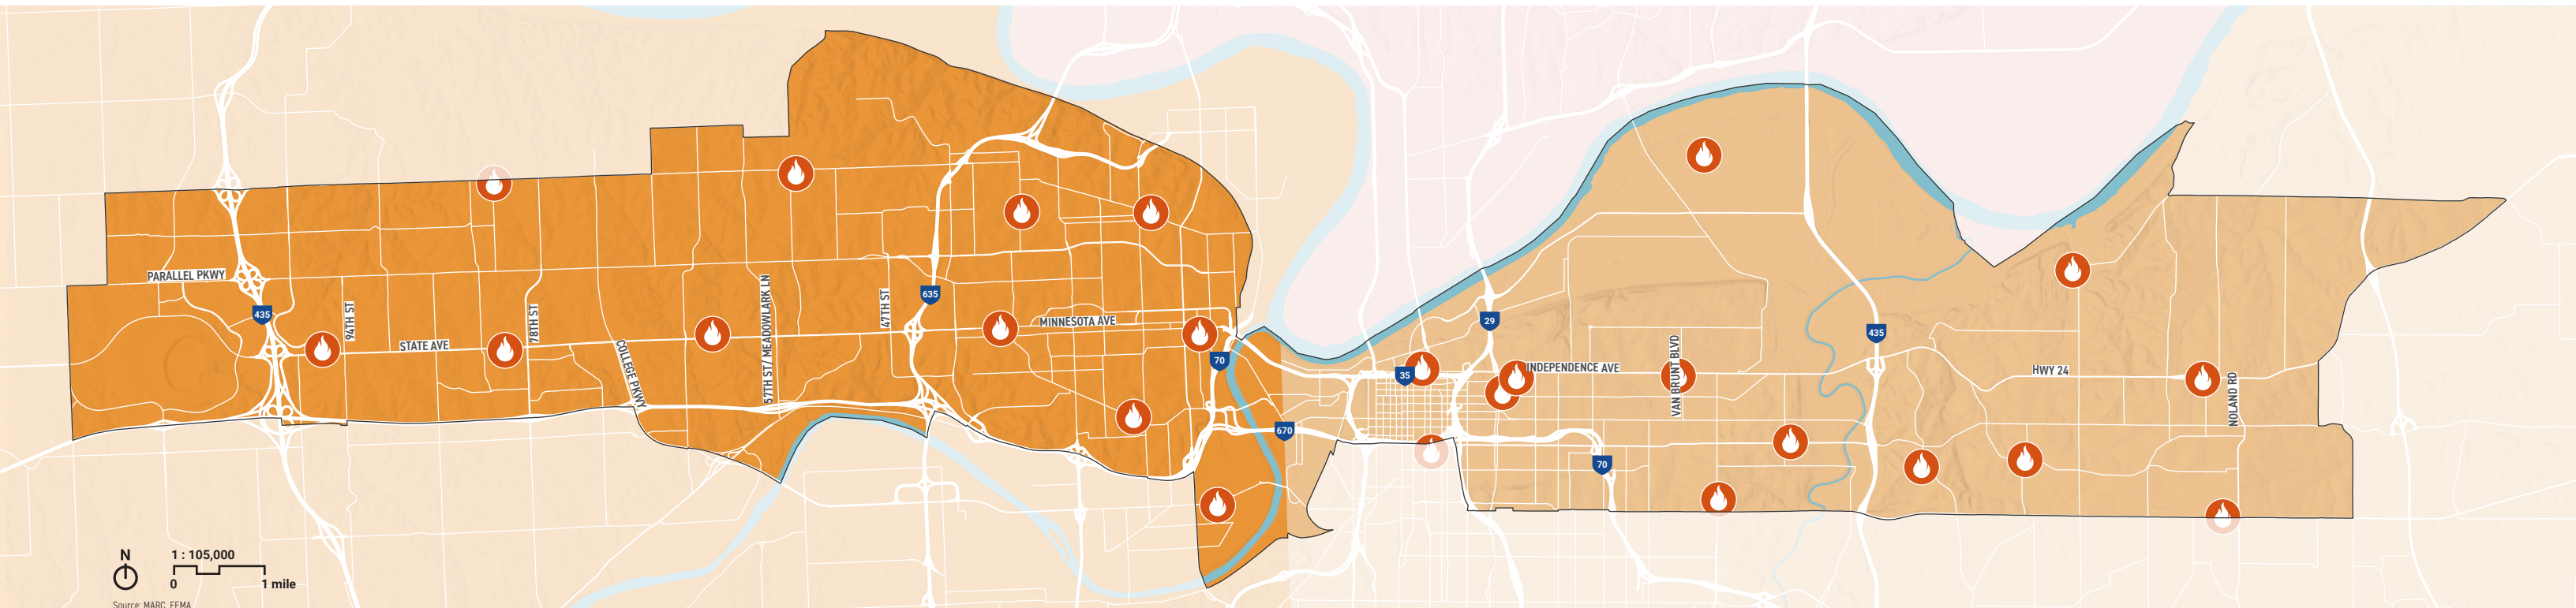 PARALLEL PKWY
435
94TH ST
STATE AVE
78TH ST
COLLEGE PKWY
57TH ST/ MEADOWLARK LN
47TH ST
635
MINNESOTA AVE
70
670
35
29
INDEPENDENCE AVE
VAN BRUNT BLVD
70
435
HWY 24
NOLAND RD
N
1 : 105,000
0 1 mile
Source: MARC, FEMA